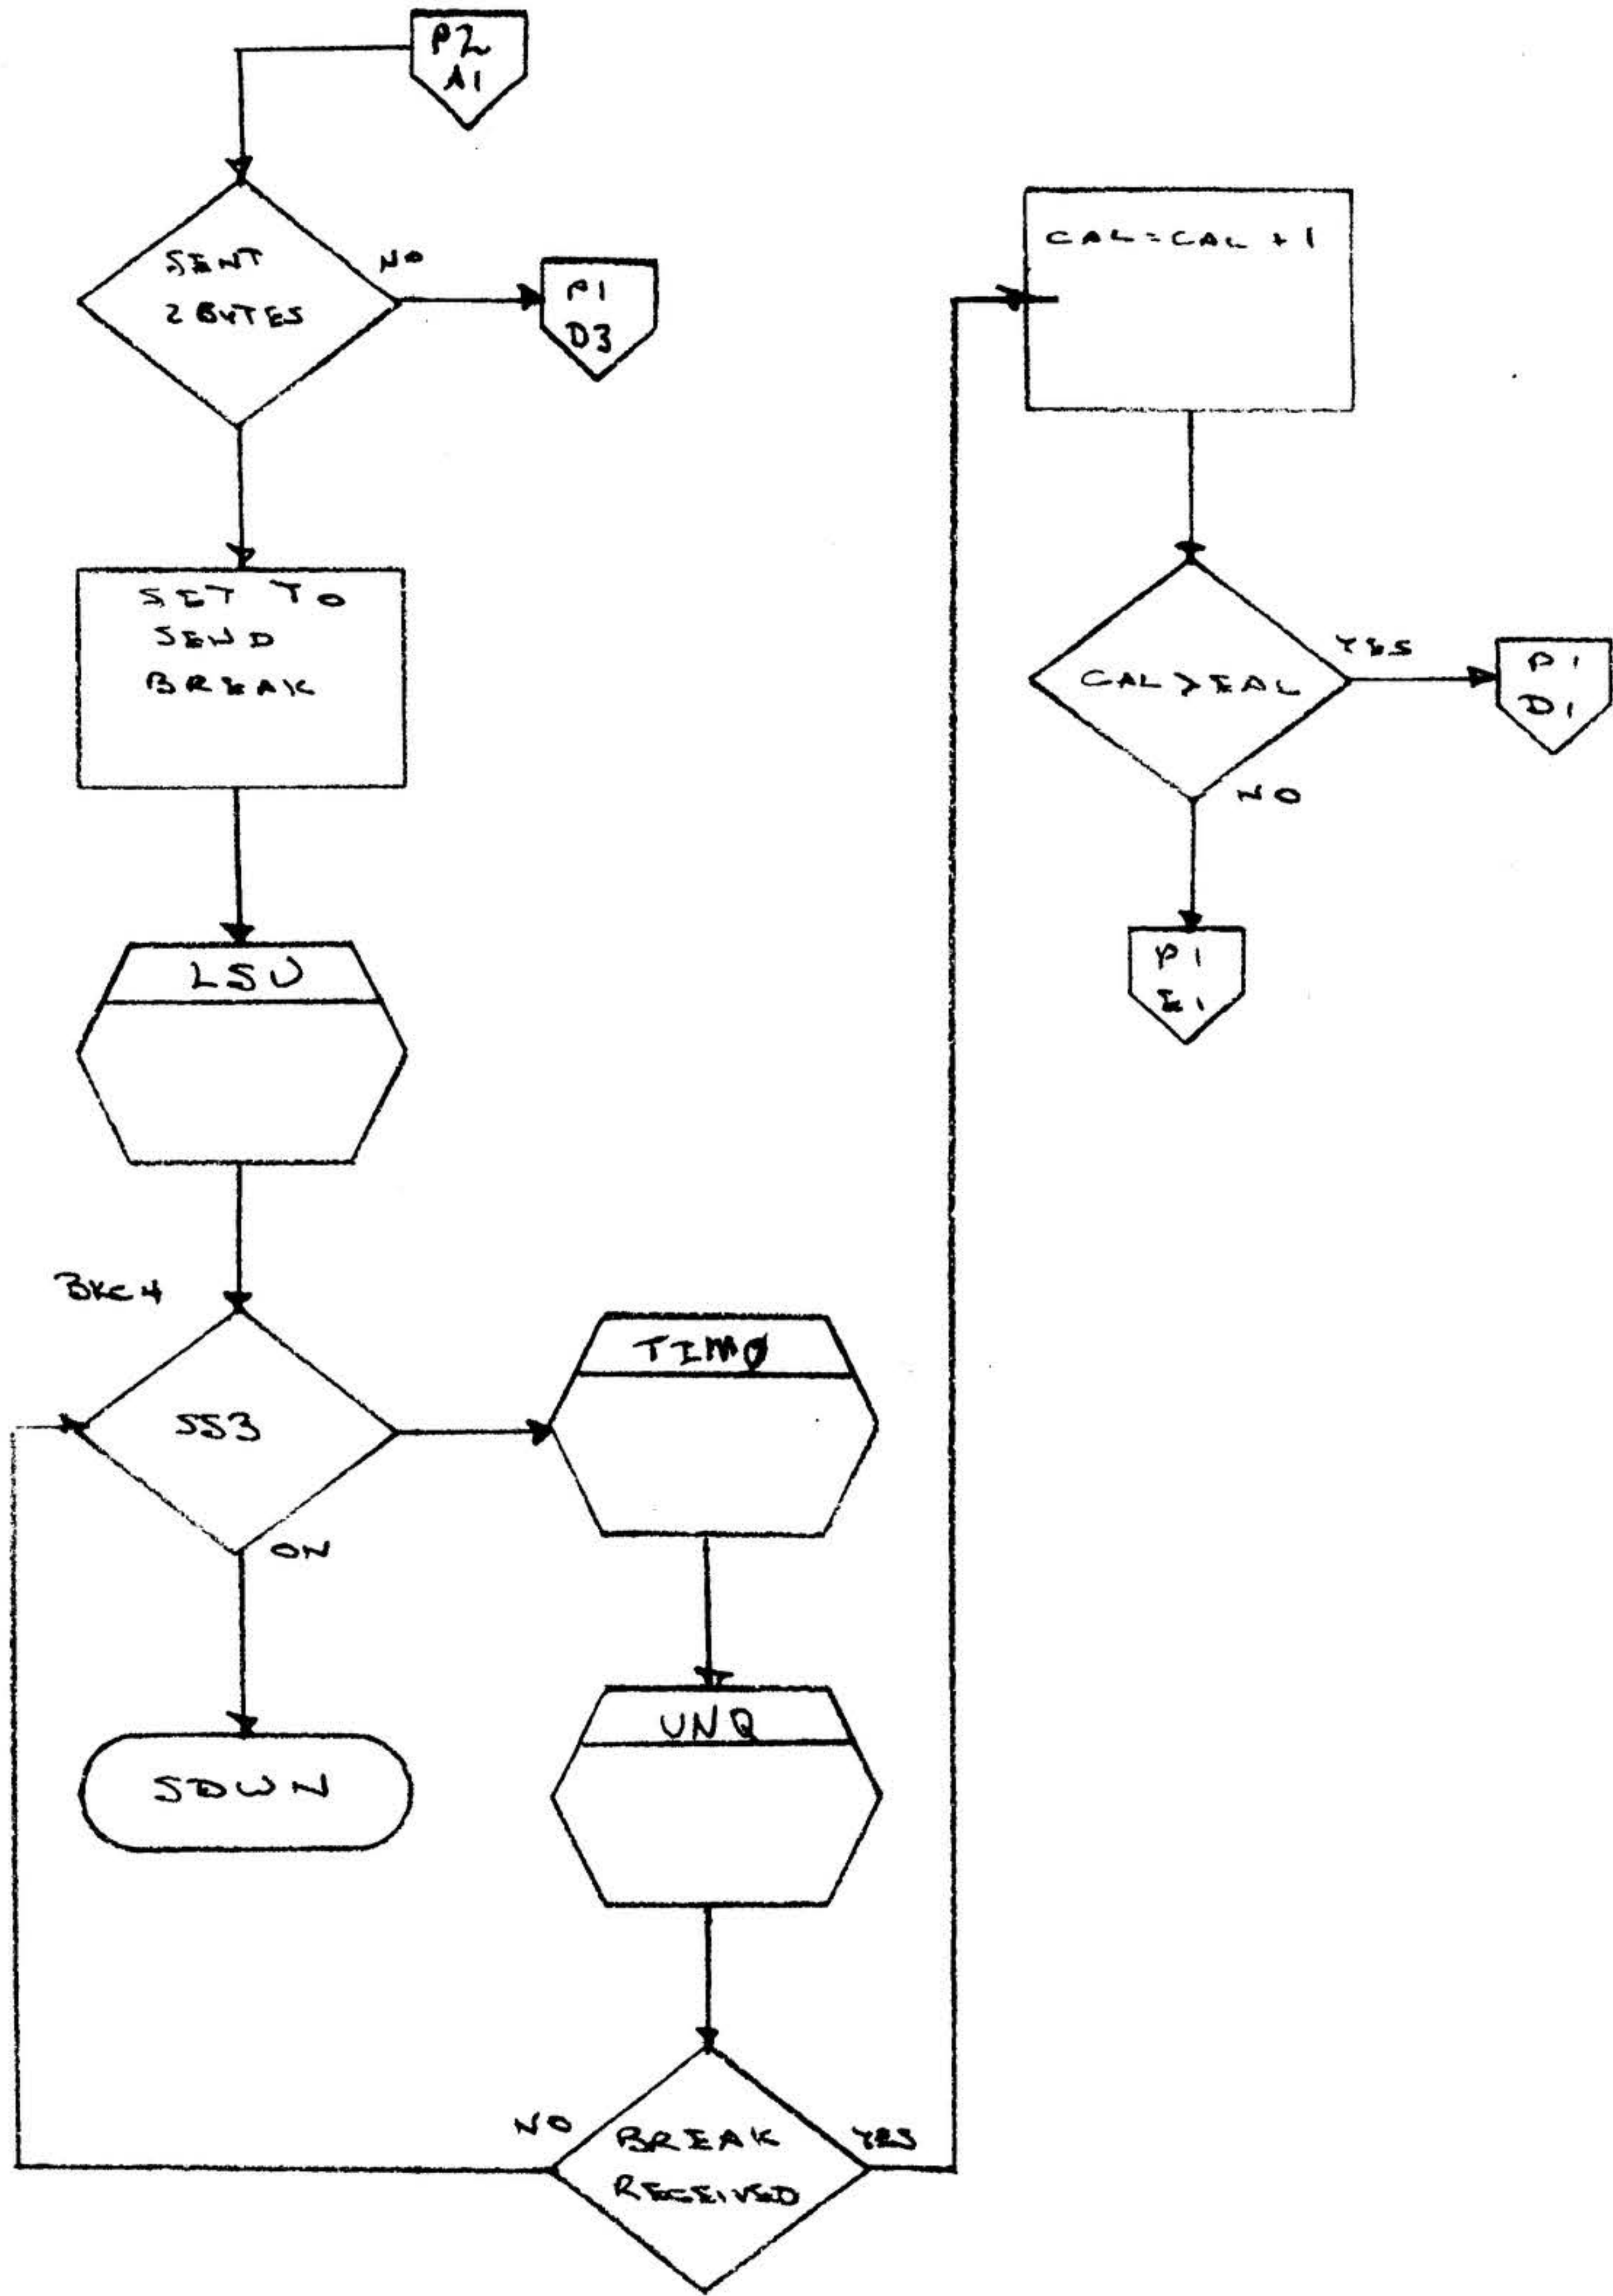 P2
A1
SENT
2 BYTES
NO
P1
D3
SET TO
SEND
BREAK
LSU
BKC4
SS3
ON
SDWN
TIMØ
UNQ
BREAK
RECEIVED
NO
YES
CAL=CAL+1
CAL>EAL
YES
P1
D1
NO
P1
E1